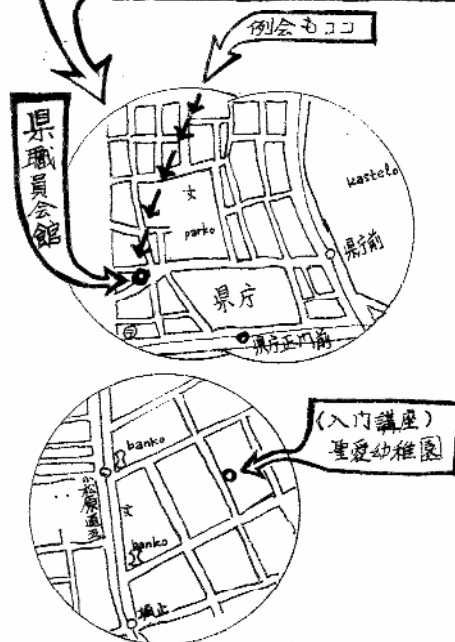 例会もココ
県職員会館
kastelo
文
parko
県庁前
県庁
県庁正門前
(入門講座)
聖愛幼稚園
banko
小松原通五
文
banko